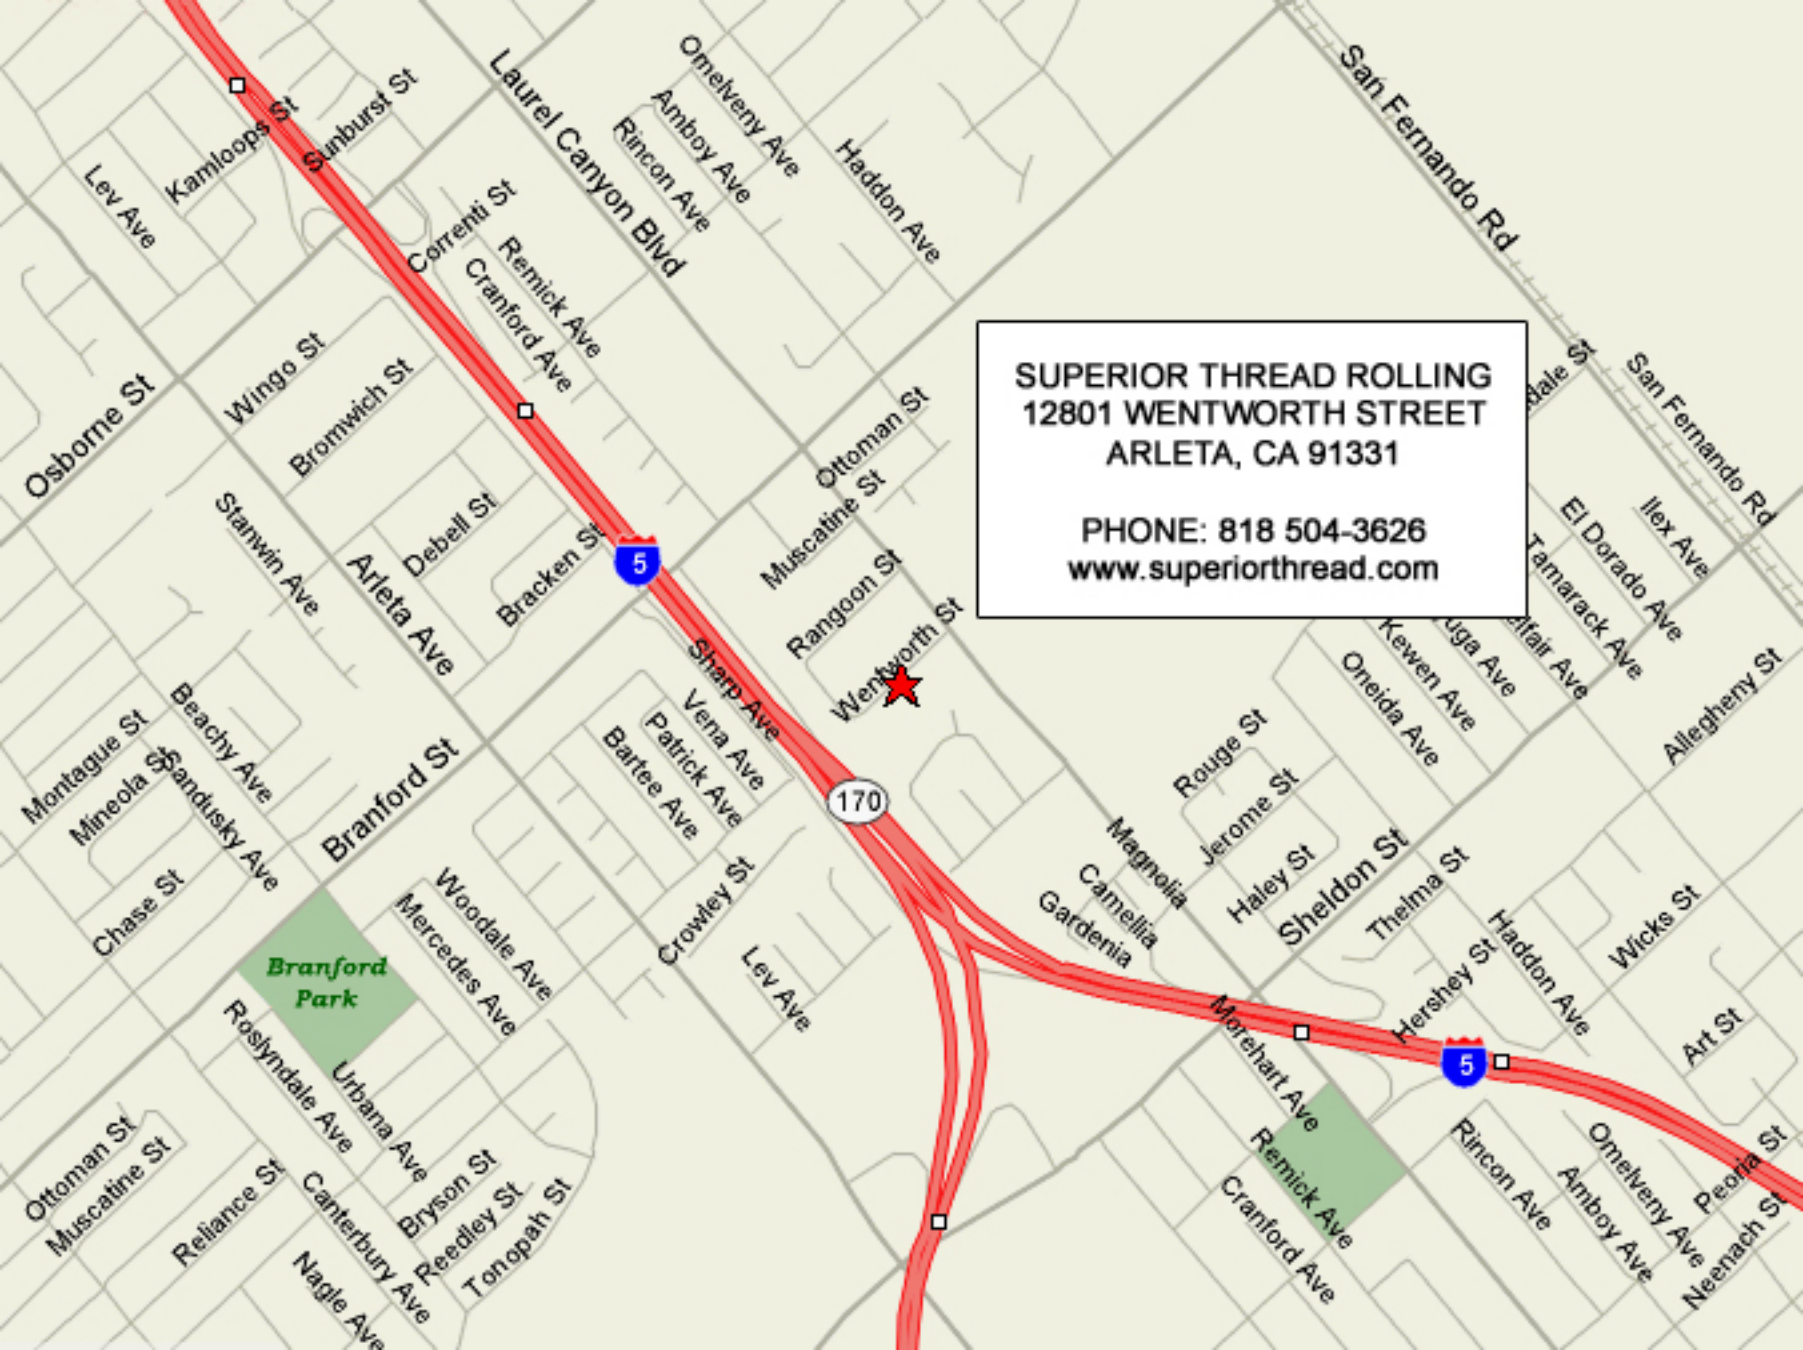 Laurel Canyon Blvd
Omelveny Ave
Amboy Ave
Rincon Ave
Haddon Ave
San Fernando Rd
Kamloops St
Sunburst St
Lev Ave
Correnti St
Remick Ave
Cranford Ave
Wingo St
Bromwich St
Osborne St
SUPERIOR THREAD ROLLING
12801 WENTWORTH STREET
ARLETA, CA 91331
PHONE: 818 504-3626
www.superiorthread.com
dale St
San Fernando Rd
Ottoman St
Muscatine St
Stanwin Ave
Debell St
Bracken St
5
Arleta Ave
Rangoon St
Wentworth St
Ilex Ave
El Dorado Ave
Tamarack Ave
lfair Ave
uga Ave
Kewen Ave
Oneida Ave
Allegheny St
Sharp Ave
Vena Ave
Patrick Ave
Bartee Ave
Beachy Ave
Montague St
Mineola St
Sandusky Ave
Branford St
170
Rouge St
Jerome St
Haley St
Magnolia
Camellia
Gardenia
Sheldon St
Thelma St
Wicks St
Haddon Ave
Hershey St
Art St
Chase St
Woodale Ave
Mercedes Ave
Crowley St
Lev Ave
Branford
Park
Roslyndale Ave
Urbana Ave
Morehart Ave
5
Remick Ave
Cranford Ave
Rincon Ave
Amboy Ave
Omelveny Ave
Peoria St
Neenach St
Ottoman St
Muscatine St
Reliance St
Canterbury Ave
Bryson St
Reedley St
Tonopah St
Nagle Ave